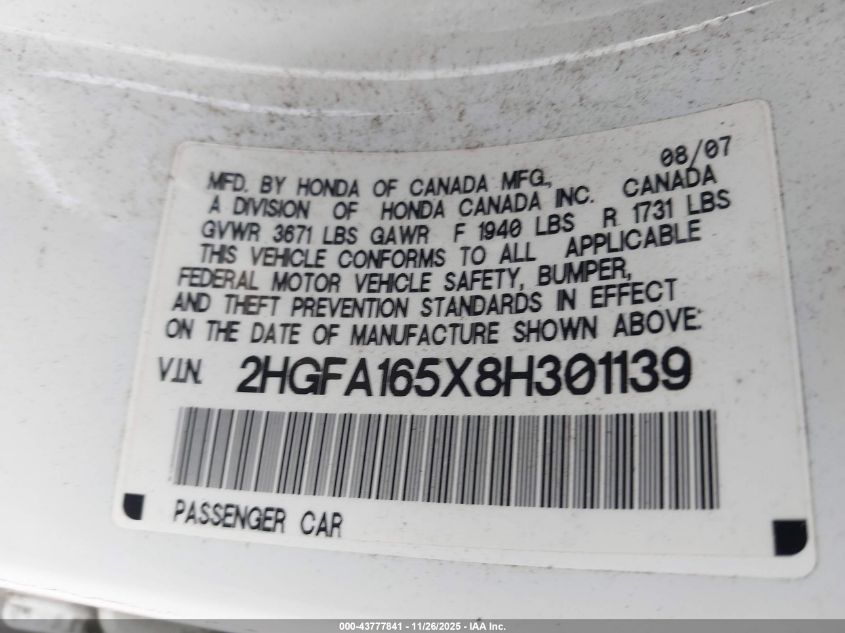 08/07
MFD. BY HONDA OF CANADA MFG.,
A DIVISION OF HONDA CANADA INC. CANADA
GVWR 3671 LBS GAWR F 1940 LBS R 1731 LBS
THIS VEHICLE CONFORMS TO ALL APPLICABLE
FEDERAL MOTOR VEHICLE SAFETY, BUMPER,
AND THEFT PREVENTION STANDARDS IN EFFECT
ON THE DATE OF MANUFACTURE SHOWN ABOVE.
V.I.N. 2HGFA165X8H301139
PASSENGER CAR
000-43777841 - 11/26/2025 - IAA Inc.